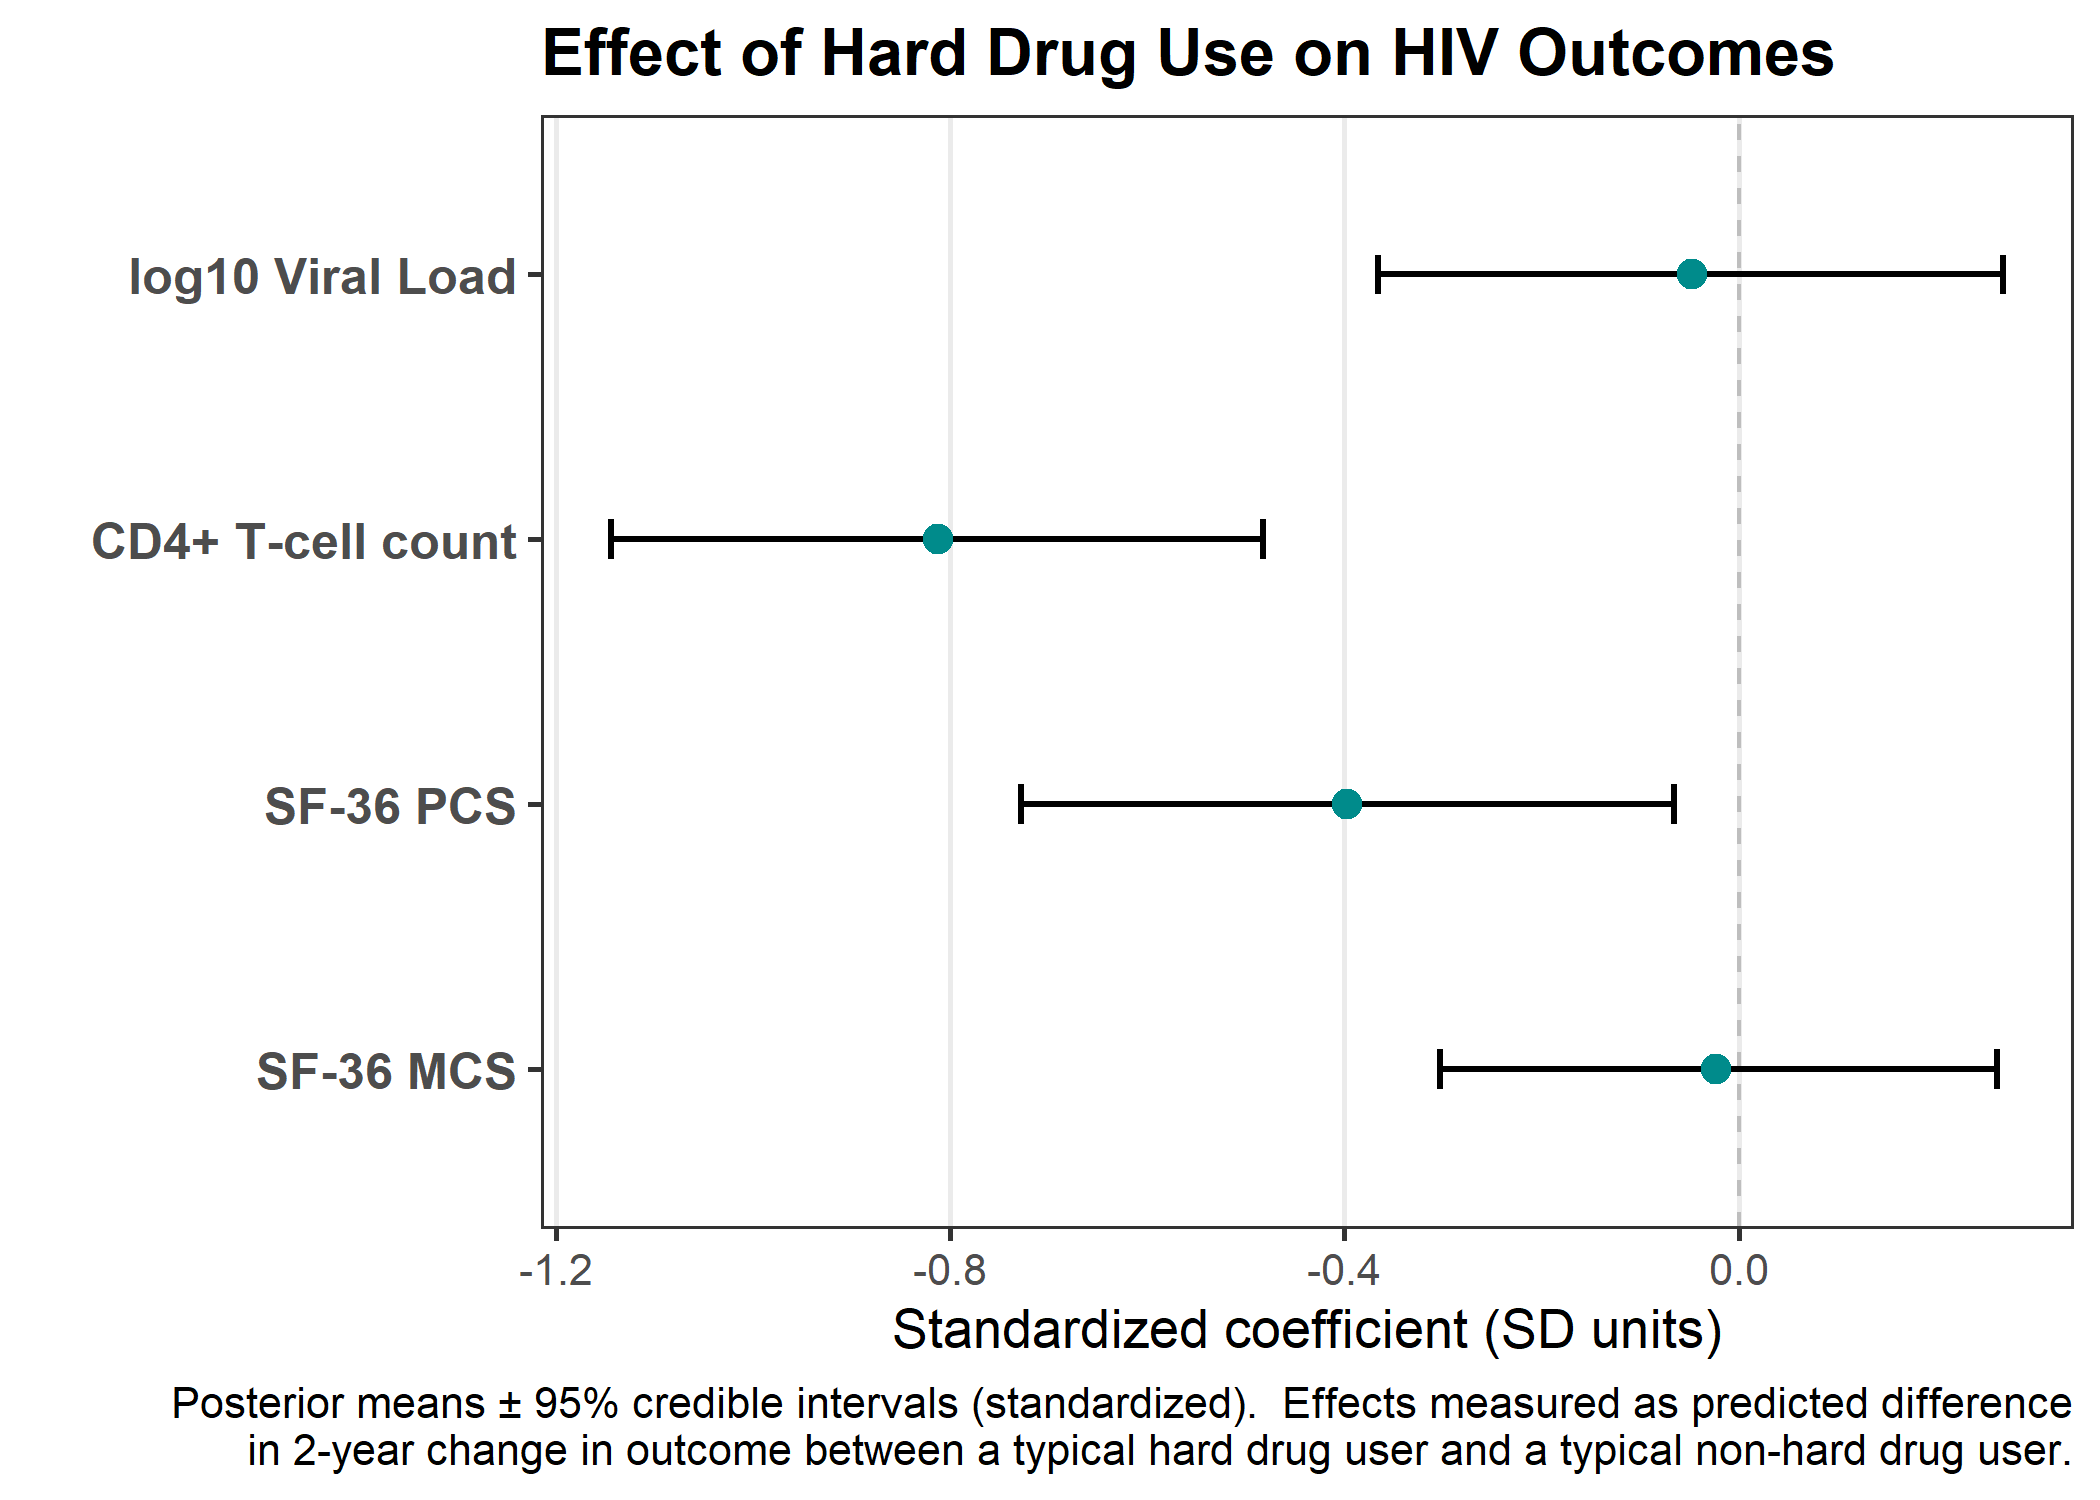 Effect of Hard Drug Use on HIV Outcomes
log10 Viral Load
CD4+ T-cell count
SF-36 PCS
SF-36 MCS
-1.2 -0.8 -0.4 0.0
Standardized coefficient (SD units)
Posterior means ± 95% credible intervals (standardized).  Effects measured as predicted difference
in 2-year change in outcome between a typical hard drug user and a typical non-hard drug user.